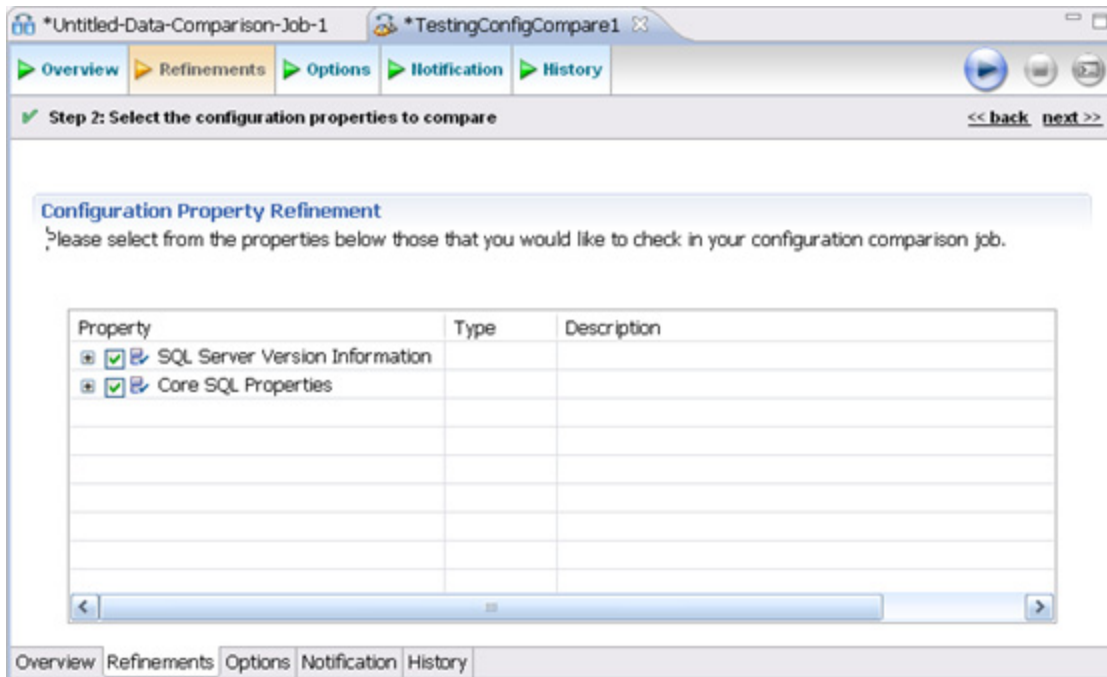 *Untitled-Data-Comparison-Job-1 *TestingConfigCompare1
Overview Refinements Options Notification History
Step 2: Select the configuration properties to compare << back next >>
Configuration Property Refinement
Please select from the properties below those that you would like to check in your configuration comparison job.
Property Type Description
SQL Server Version Information
Core SQL Properties
Overview Refinements Options Notification History